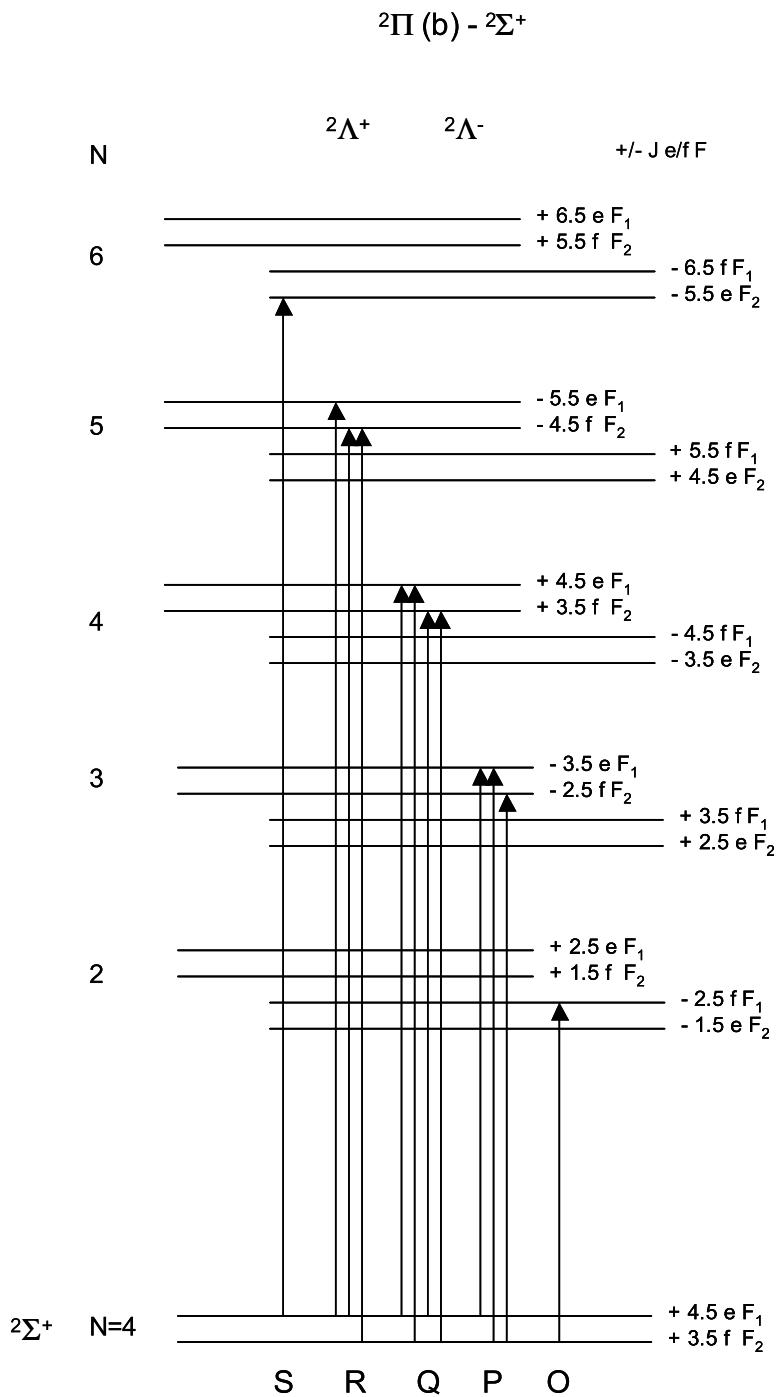 ²Π (b) - ²Σ⁺
²Λ⁺ ²Λ⁻
N +/- J e/f F
+ 6.5 e F₁
+ 5.5 f F₂
6
- 6.5 f F₁
- 5.5 e F₂
- 5.5 e F₁
5 - 4.5 f F₂
+ 5.5 f F₁
+ 4.5 e F₂
+ 4.5 e F₁
+ 3.5 f F₂
4
- 4.5 f F₁
- 3.5 e F₂
- 3.5 e F₁
3
- 2.5 f F₂
+ 3.5 f F₁
+ 2.5 e F₂
+ 2.5 e F₁
2 + 1.5 f F₂
- 2.5 f F₁
- 1.5 e F₂
+ 4.5 e F₁
²Σ⁺ N=4
+ 3.5 f F₂
S R Q P O